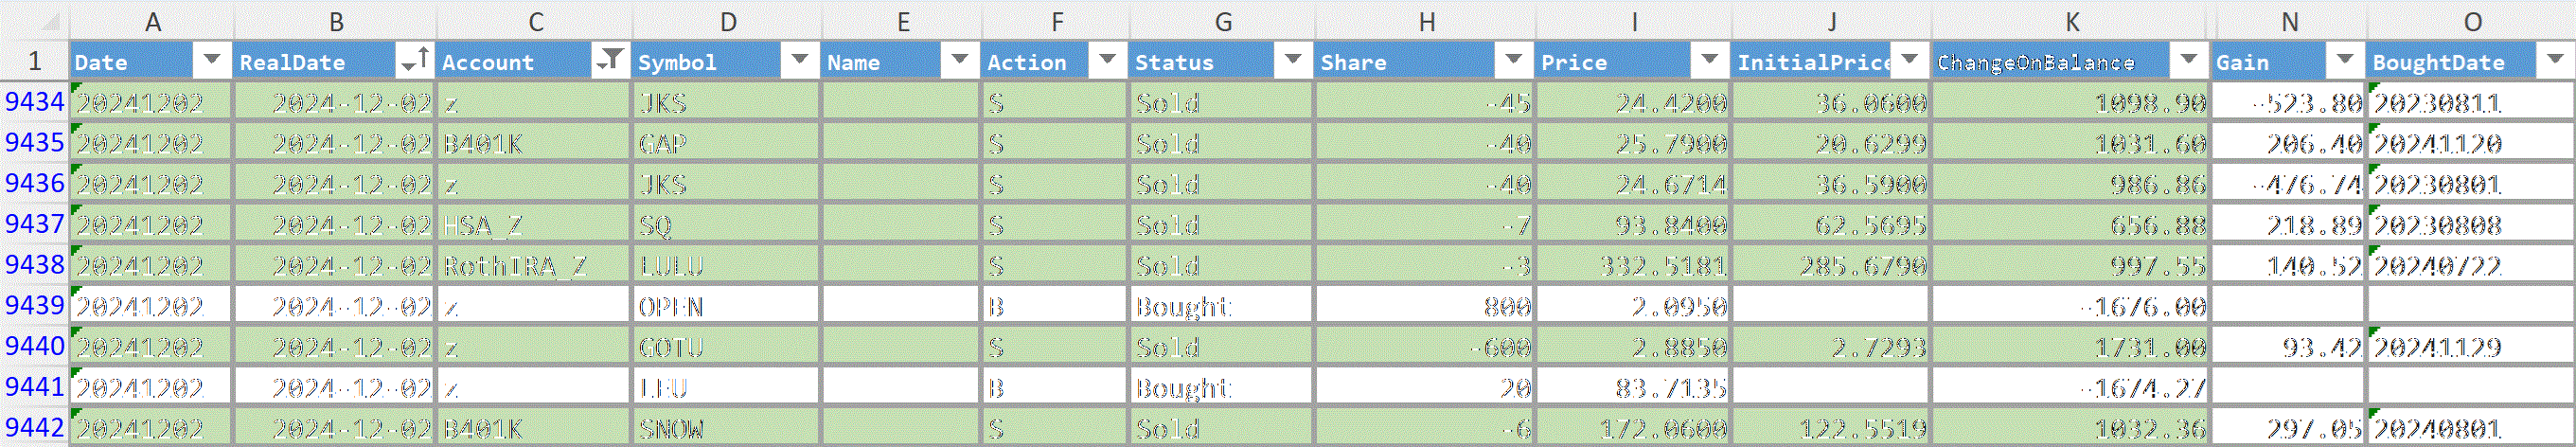 A B C D E F G H I J K N O
1 Date RealDate Account Symbol Name Action Status Share Price InitialPrice ChangeOnBalance Gain BoughtDate
9434 20241202 2024-12-02 z JKS S Sold -45 24.4200 36.0600 1098.90 -523.80 20230811
9435 20241202 2024-12-02 B401K GAP S Sold -40 25.7900 20.6299 1031.60 206.40 20241120
9436 20241202 2024-12-02 z JKS S Sold -40 24.6714 36.5900 986.86 -476.74 20230801
9437 20241202 2024-12-02 HSA_Z SQ S Sold -7 93.8400 62.5695 656.88 218.89 20230808
9438 20241202 2024-12-02 RothIRA_Z LULU S Sold -3 332.5181 285.6790 997.55 140.52 20240722
9439 20241202 2024-12-02 z OPEN B Bought 800 2.0950 -1676.00
9440 20241202 2024-12-02 z GOTU S Sold -600 2.8850 2.7293 1731.00 93.42 20241129
9441 20241202 2024-12-02 z LEU B Bought 20 83.7135 -1674.27
9442 20241202 2024-12-02 B401K SNOW S Sold -6 172.0600 122.5519 1032.36 297.05 20240801